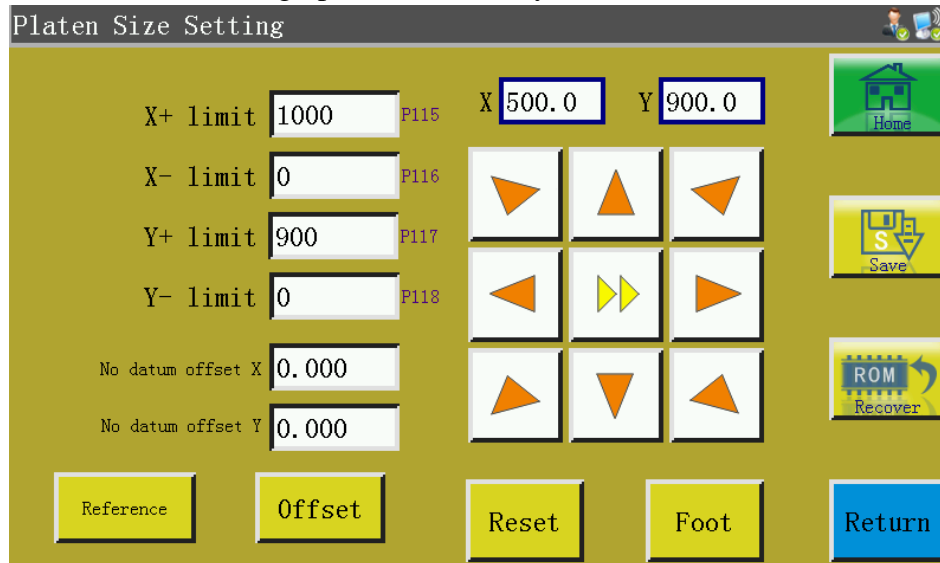 Platen Size Setting
X+ limit 1000 P115
X- limit 0 P116
Y+ limit 900 P117
Y- limit 0 P118
No datum offset X 0.000
No datum offset Y 0.000
Reference
Offset
X 500.0 Y 900.0
Reset
Foot
Home
S
Save
ROM
Recover
Return